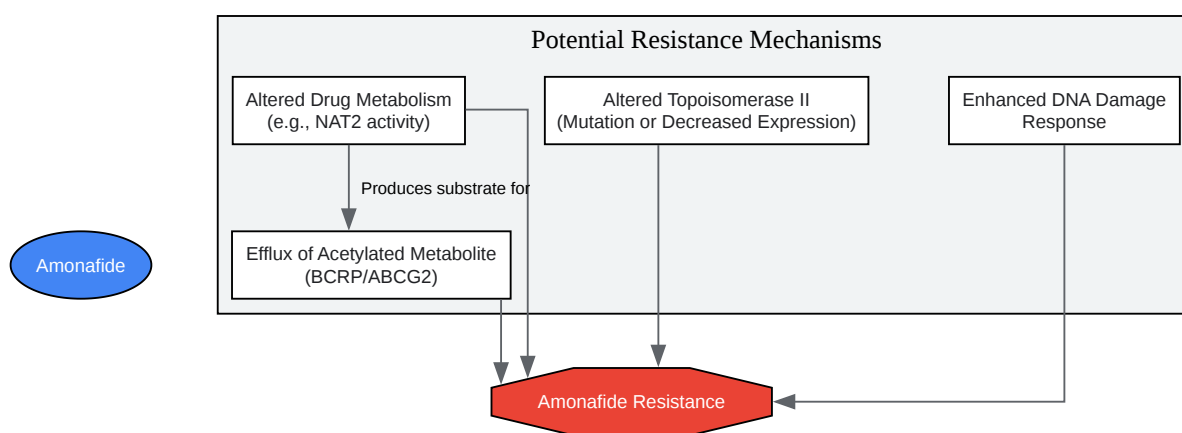 Potential Resistance Mechanisms
Altered Drug Metabolism
(e.g., NAT2 activity)
Altered Topoisomerase II
(Mutation or Decreased Expression)
Enhanced DNA Damage
Response
Produces substrate for
Amonafide
Efflux of Acetylated Metabolite
(BCRP/ABCG2)
Amonafide Resistance